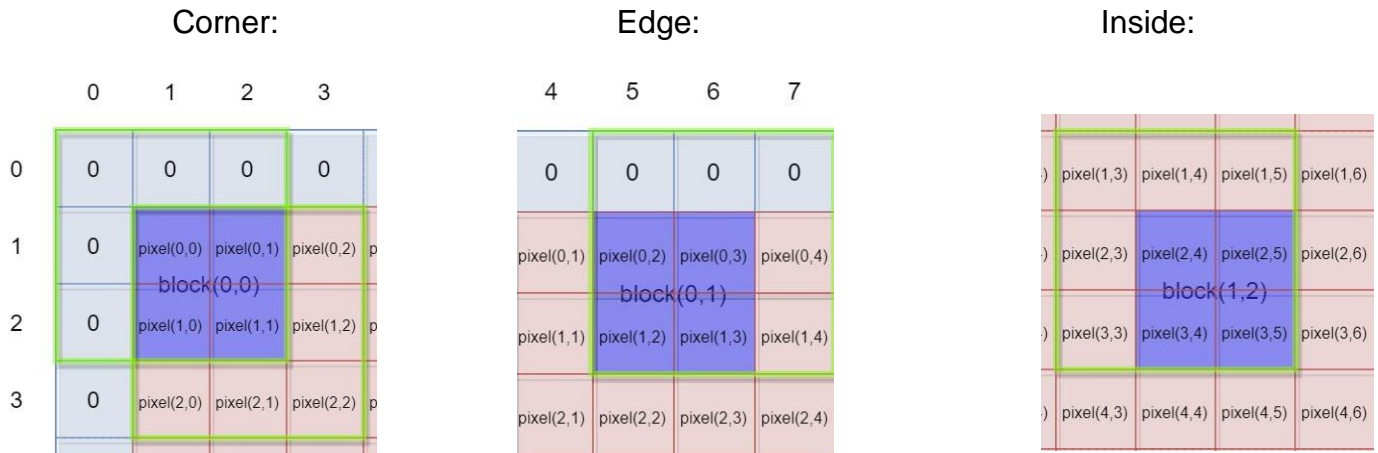 Corner: Edge: Inside:
0 1 2 3 4 5 6 7
0 0 0 0 0 0 0 0 0 pixel(1,3) pixel(1,4) pixel(1,5) pixel(1,6)
1 0 pixel(0,0) pixel(0,1) pixel(0,2) pixel(0,1) pixel(0,2) pixel(0,3) pixel(0,4) pixel(2,3) pixel(2,4) pixel(2,5) pixel(2,6)
block(0,0) block(0,1) block(1,2)
2 0 pixel(1,0) pixel(1,1) pixel(1,2) pixel(1,1) pixel(1,2) pixel(1,3) pixel(1,4) pixel(3,3) pixel(3,4) pixel(3,5) pixel(3,6)
3 0 pixel(2,0) pixel(2,1) pixel(2,2) pixel(2,1) pixel(2,2) pixel(2,3) pixel(2,4) pixel(4,3) pixel(4,4) pixel(4,5) pixel(4,6)